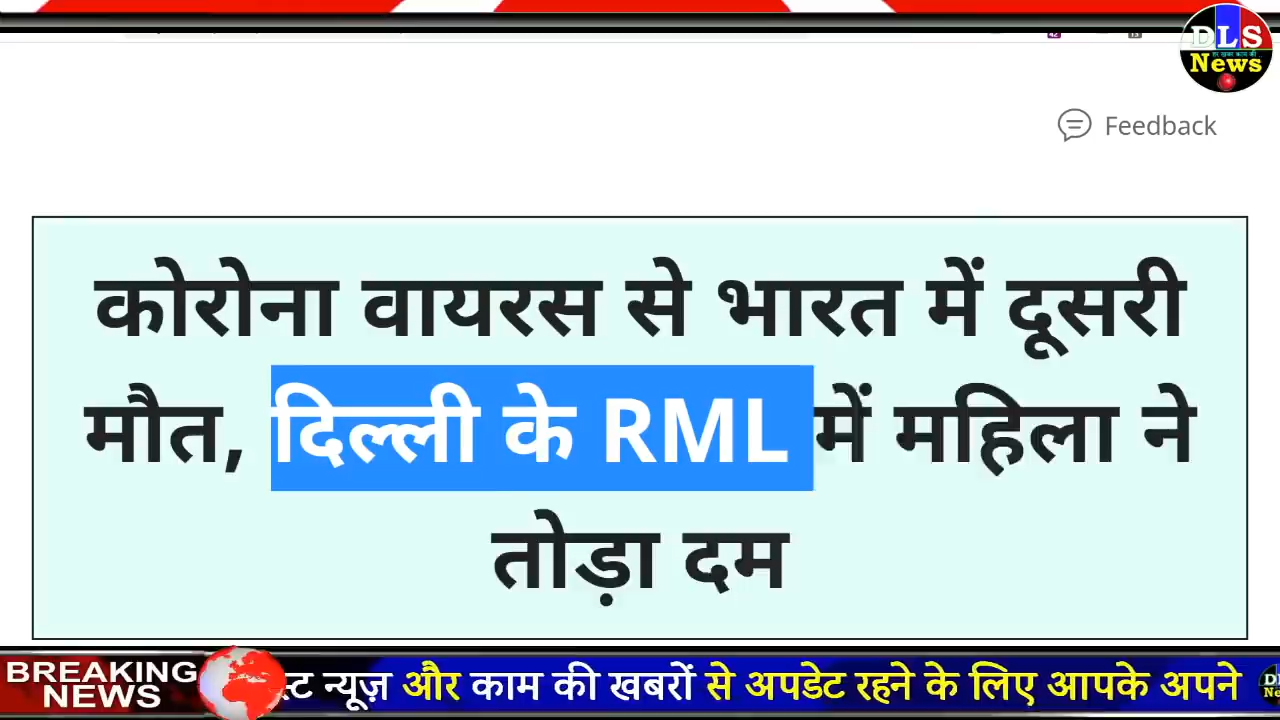 DLS
News
Feedback
कोरोना वायरस से भारत में दूसरी
मौत, दिल्ली के RML में महिला ने
तोड़ा दम
BREAKING
NEWS
न्यूज़ और काम की खबरों से अपडेट रहने के लिए आपके अपने